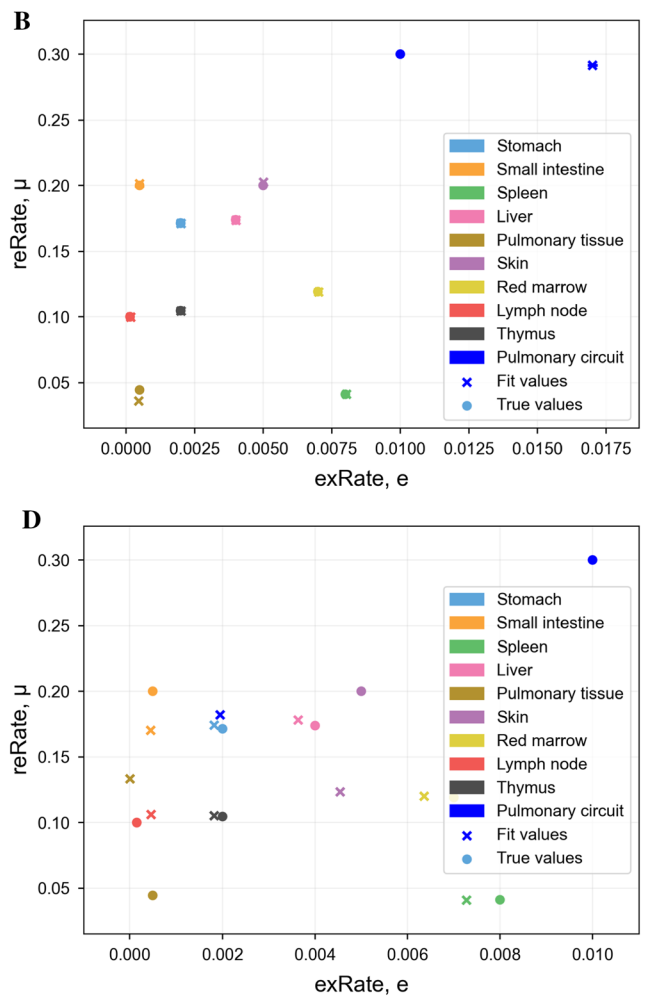 B
0.30
0.25
0.20
0.15
0.10
0.05
reRate, μ
Stomach
Small intestine
Spleen
Liver
Pulmonary tissue
Skin
Red marrow
Lymph node
Thymus
Pulmonary circuit
Fit values
True values
0.0000 0.0025 0.0050 0.0075 0.0100 0.0125 0.0150 0.0175
exRate, e
D
0.30
0.25
0.20
0.15
0.10
0.05
reRate, μ
Stomach
Small intestine
Spleen
Liver
Pulmonary tissue
Skin
Red marrow
Lymph node
Thymus
Pulmonary circuit
Fit values
True values
0.000 0.002 0.004 0.006 0.008 0.010
exRate, e